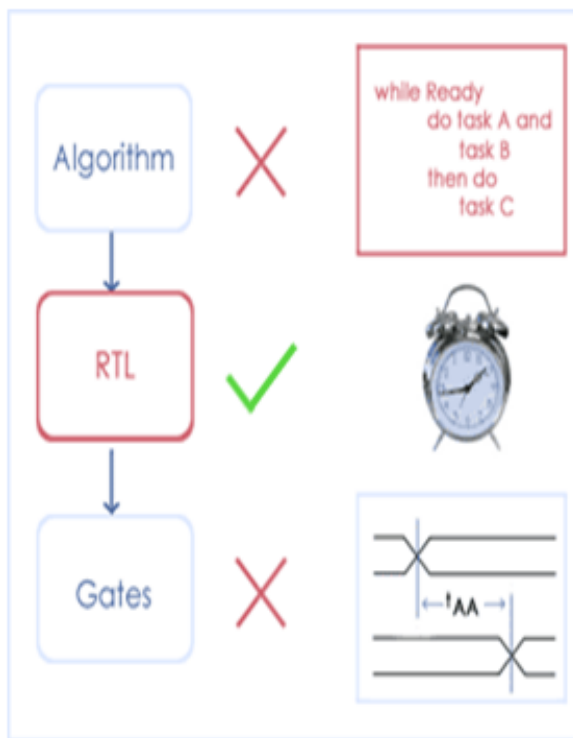 Algorithm
while Ready
do task A and
task B
then do
task C
RTL
Gates
tAA